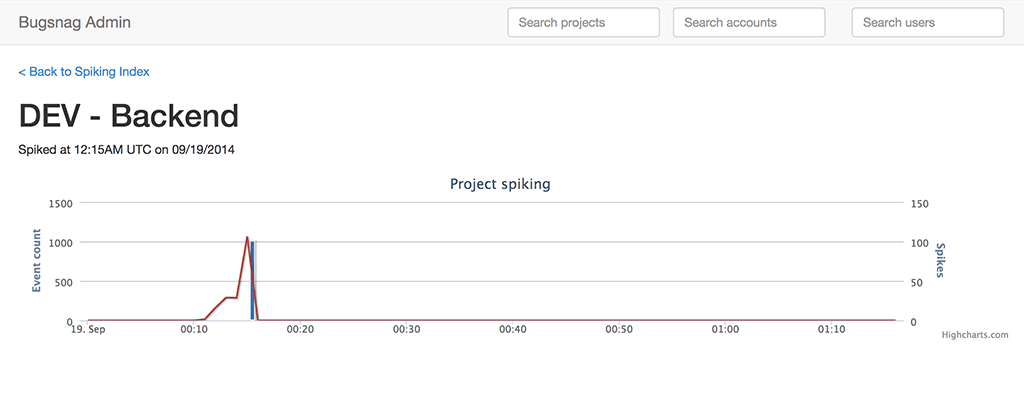 Bugsnag Admin
Search projects
Search accounts
Search users
< Back to Spiking Index
DEV - Backend
Spiked at 12:15AM UTC on 09/19/2014
Project spiking
1500
1000
500
0
Event count
150
100
50
0
Spikes
19. Sep
00:10
00:20
00:30
00:40
00:50
01:00
01:10
Highcharts.com